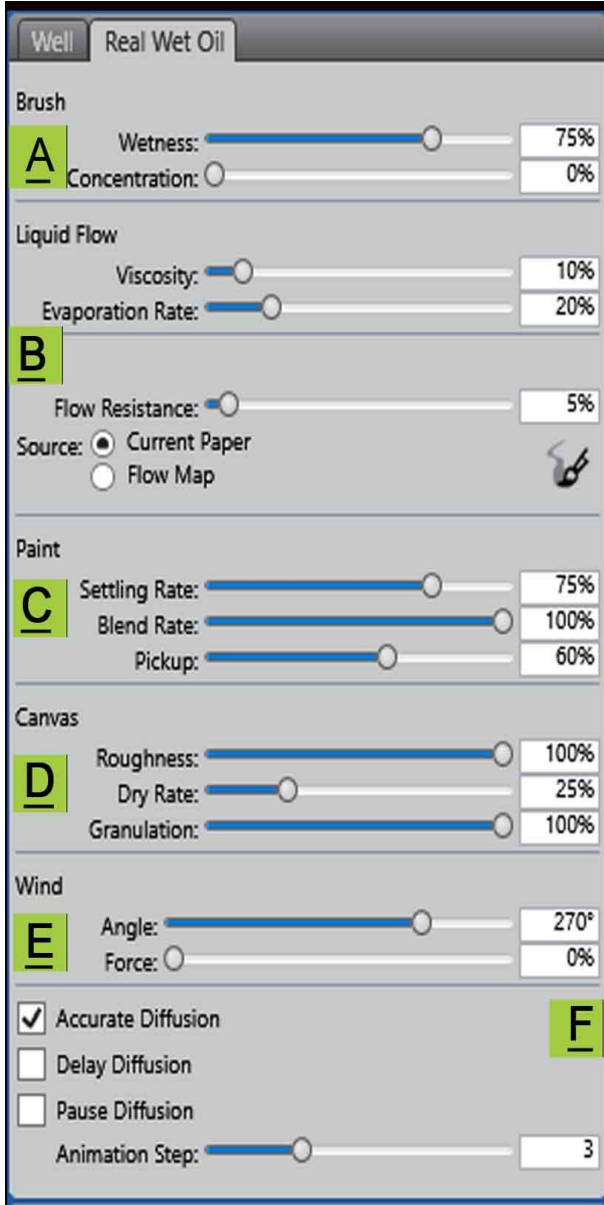 Well Real Wet Oil
Brush
A
Wetness: 75%
Concentration: 0%
Liquid Flow
Viscosity: 10%
Evaporation Rate: 20%
B
Flow Resistance: 5%
Source: Current Paper
Flow Map
Paint
C
Settling Rate: 75%
Blend Rate: 100%
Pickup: 60%
Canvas
Roughness: 100%
D
Dry Rate: 25%
Granulation: 100%
Wind
Angle: 270°
E
Force: 0%
Accurate Diffusion
F
Delay Diffusion
Pause Diffusion
Animation Step: 3